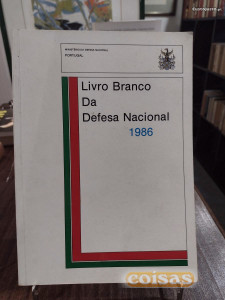 MINISTÉRIO DA DEFESA NACIONAL
PORTUGAL
Livro Branco
Da
Defesa Nacional
1986
coisas